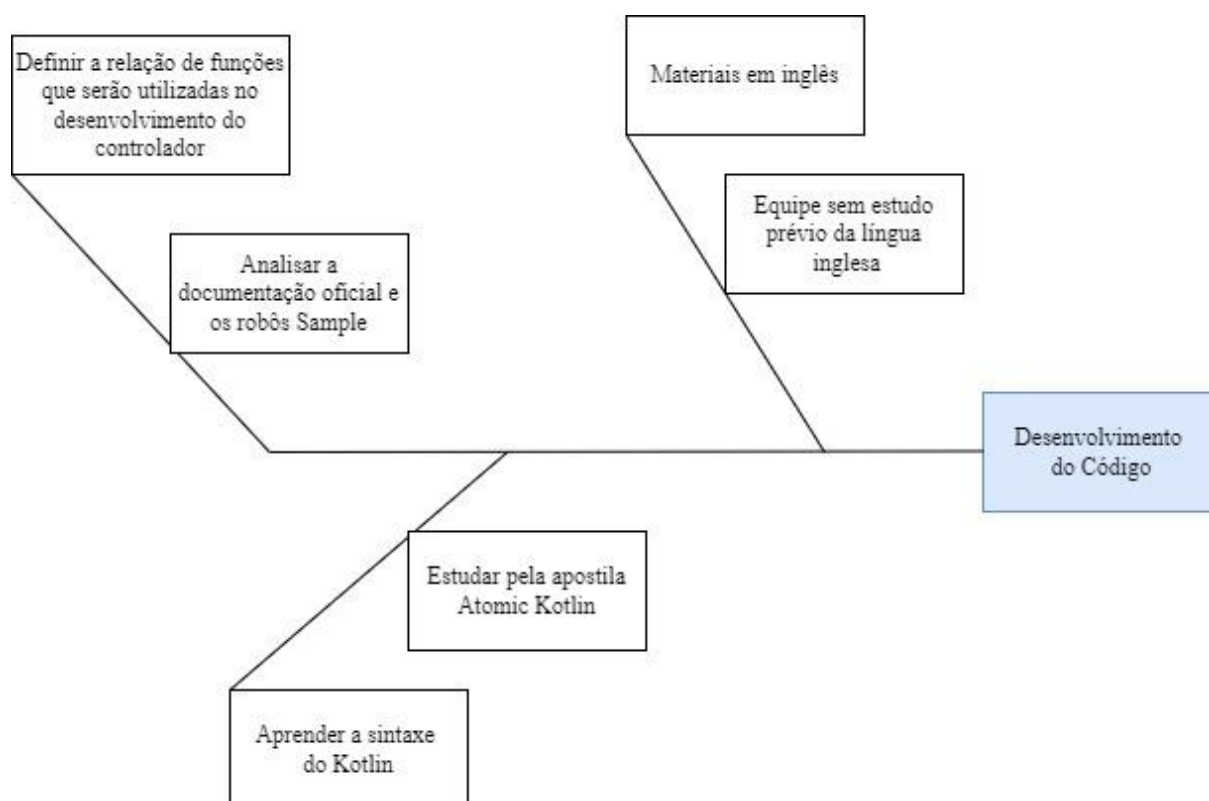 Definir a relação de funções
que serão utilizadas no
desenvolvimento do
controlador
Materiais em inglês
Analisar a
documentação oficial e
os robôs Sample
Equipe sem estudo
prévio da língua
inglesa
Desenvolvimento
do Código
Estudar pela apostila
Atomic Kotlin
Aprender a sintaxe
do Kotlin